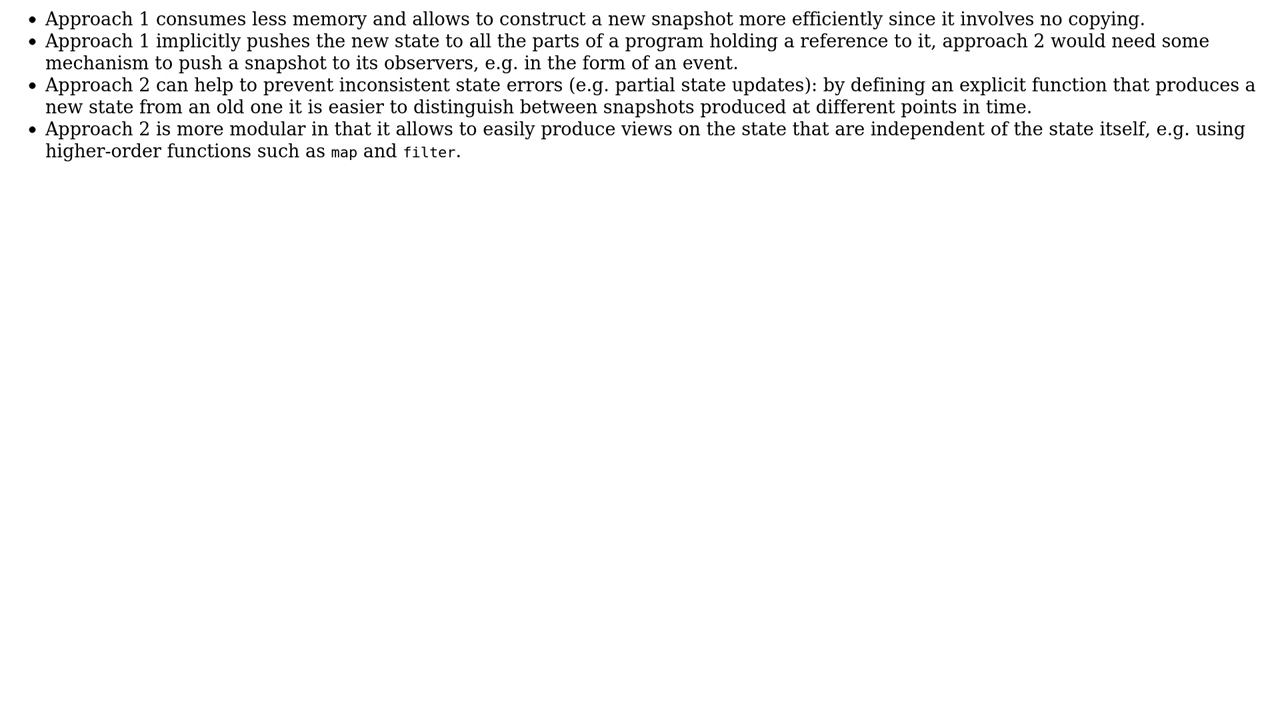 • Approach 1 consumes less memory and allows to construct a new snapshot more efficiently since it involves no copying.
• Approach 1 implicitly pushes the new state to all the parts of a program holding a reference to it, approach 2 would need some
mechanism to push a snapshot to its observers, e.g. in the form of an event.
• Approach 2 can help to prevent inconsistent state errors (e.g. partial state updates): by defining an explicit function that produces a
new state from an old one it is easier to distinguish between snapshots produced at different points in time.
• Approach 2 is more modular in that it allows to easily produce views on the state that are independent of the state itself, e.g. using
higher-order functions such as map and filter.